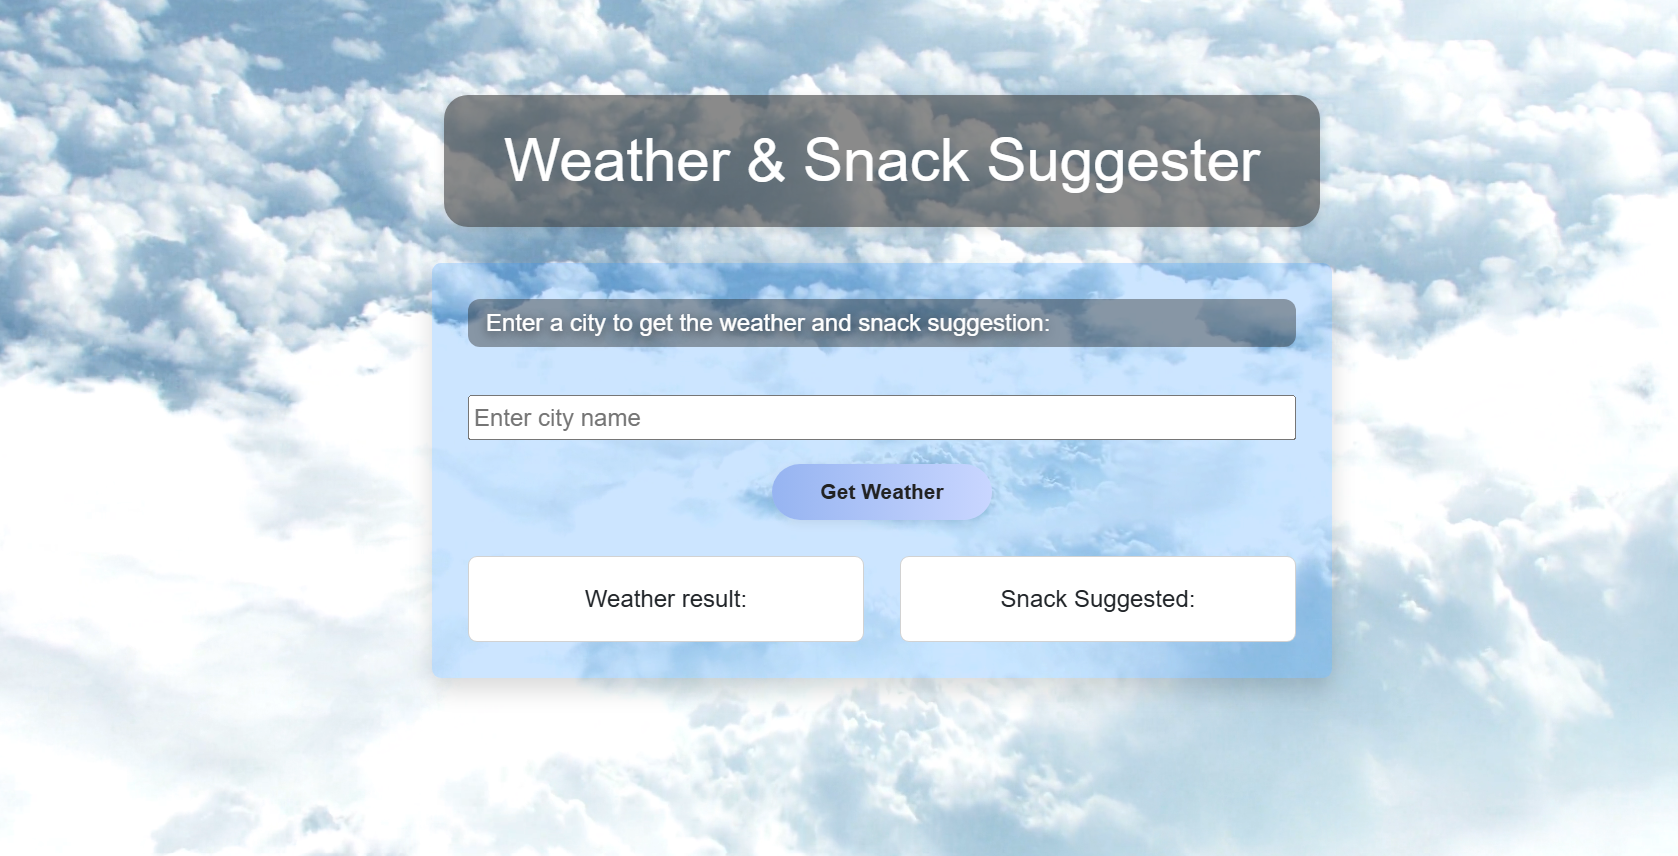 Weather & Snack Suggester
Enter a city to get the weather and snack suggestion:
Enter city name
Get Weather
Weather result:
Snack Suggested: